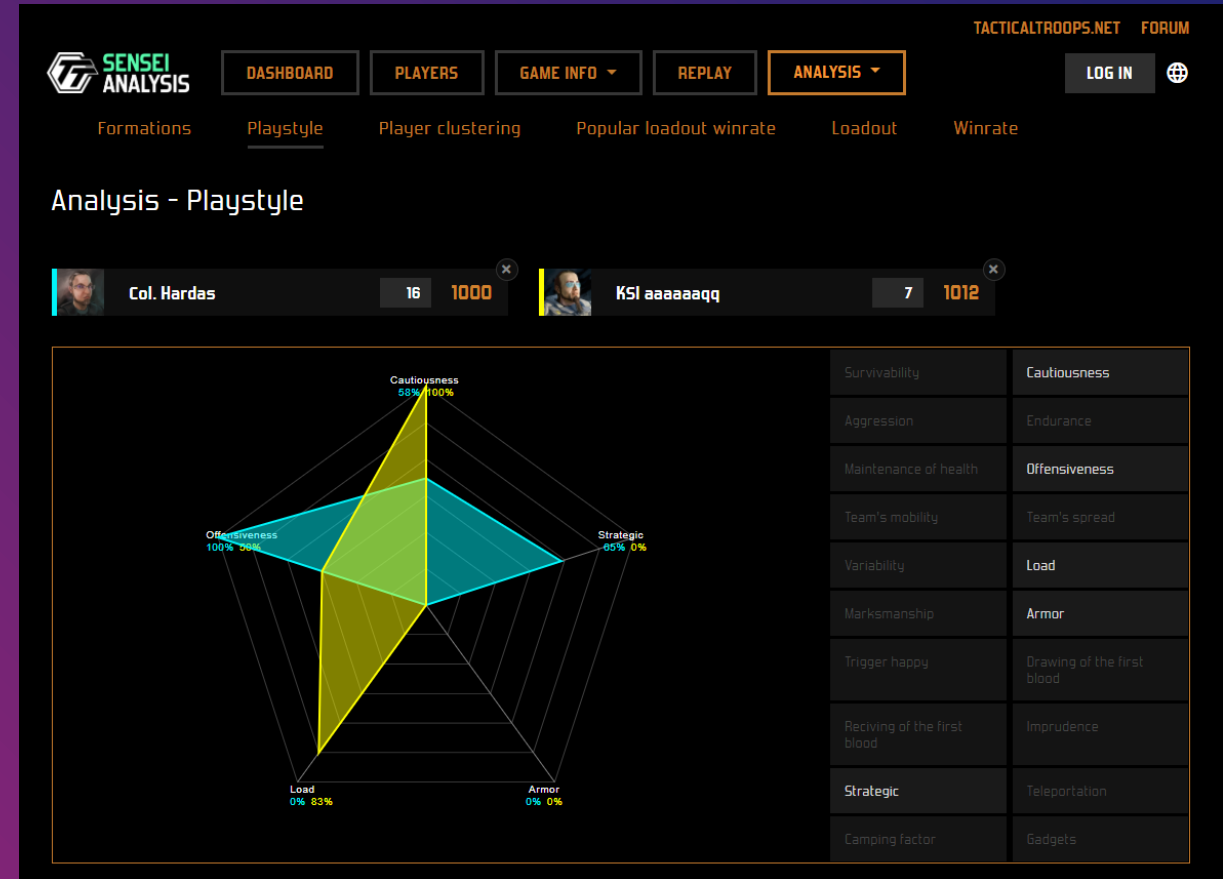 TACTICALTROOPS.NET FORUM
SENSEI
ANALYSIS
DASHBOARD PLAYERS GAME INFO REPLAY ANALYSIS LOG IN
Formations Playstyle Player clustering Popular loadout winrate Loadout Winrate
Analysis - Playstyle
Col. Hardas 16 1000 KSI aaaaaaqq 7 1012
Cautiousness
58% 100%
Offensiveness
100% 50%
Strategic
65% 0%
Load
0% 83%
Armor
0% 0%
Survivability Cautiousness
Aggression Endurance
Maintenance of health Offensiveness
Team's mobility Team's spread
Variability Load
Marksmanship Armor
Trigger happy Drawing of the first
blood
Reciving of the first
blood Imprudence
Strategic Teleportation
Camping factor Gadgets